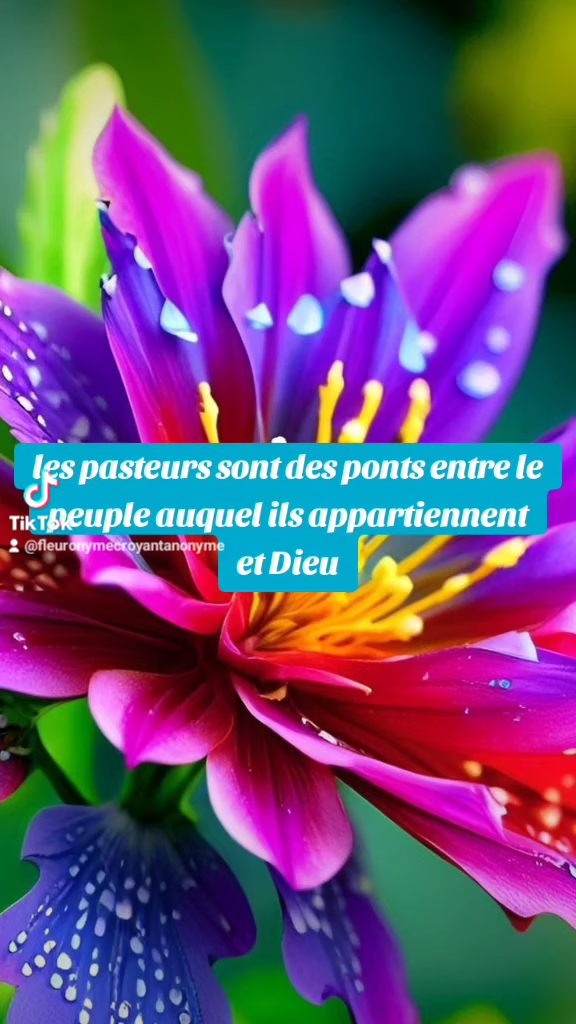 les pasteurs sont des ponts entre le
peuple auquel ils appartiennent
et Dieu
TikTok
@fleuronymecroyantanonyme